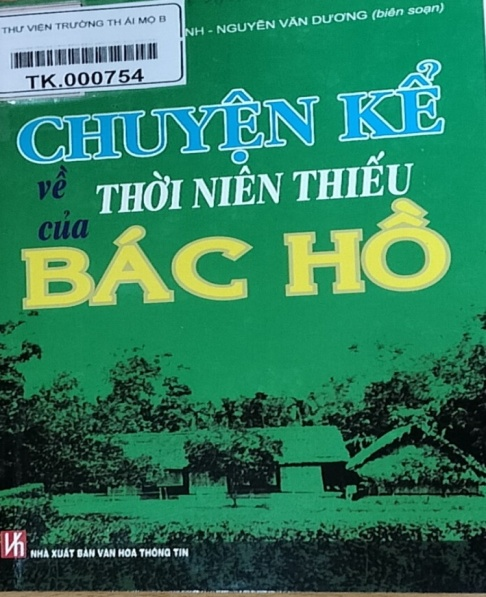 THƯ VIỆN TRƯỜNG TH ÁI MỘ B
TK.000754
NH - NGUYỄN VĂN DƯƠNG (biên soạn)
CHUYỆN KỂ
về THỜI NIÊN THIẾU
của
BÁC HỒ
NHÀ XUẤT BẢN VĂN HÓA THÔNG TIN